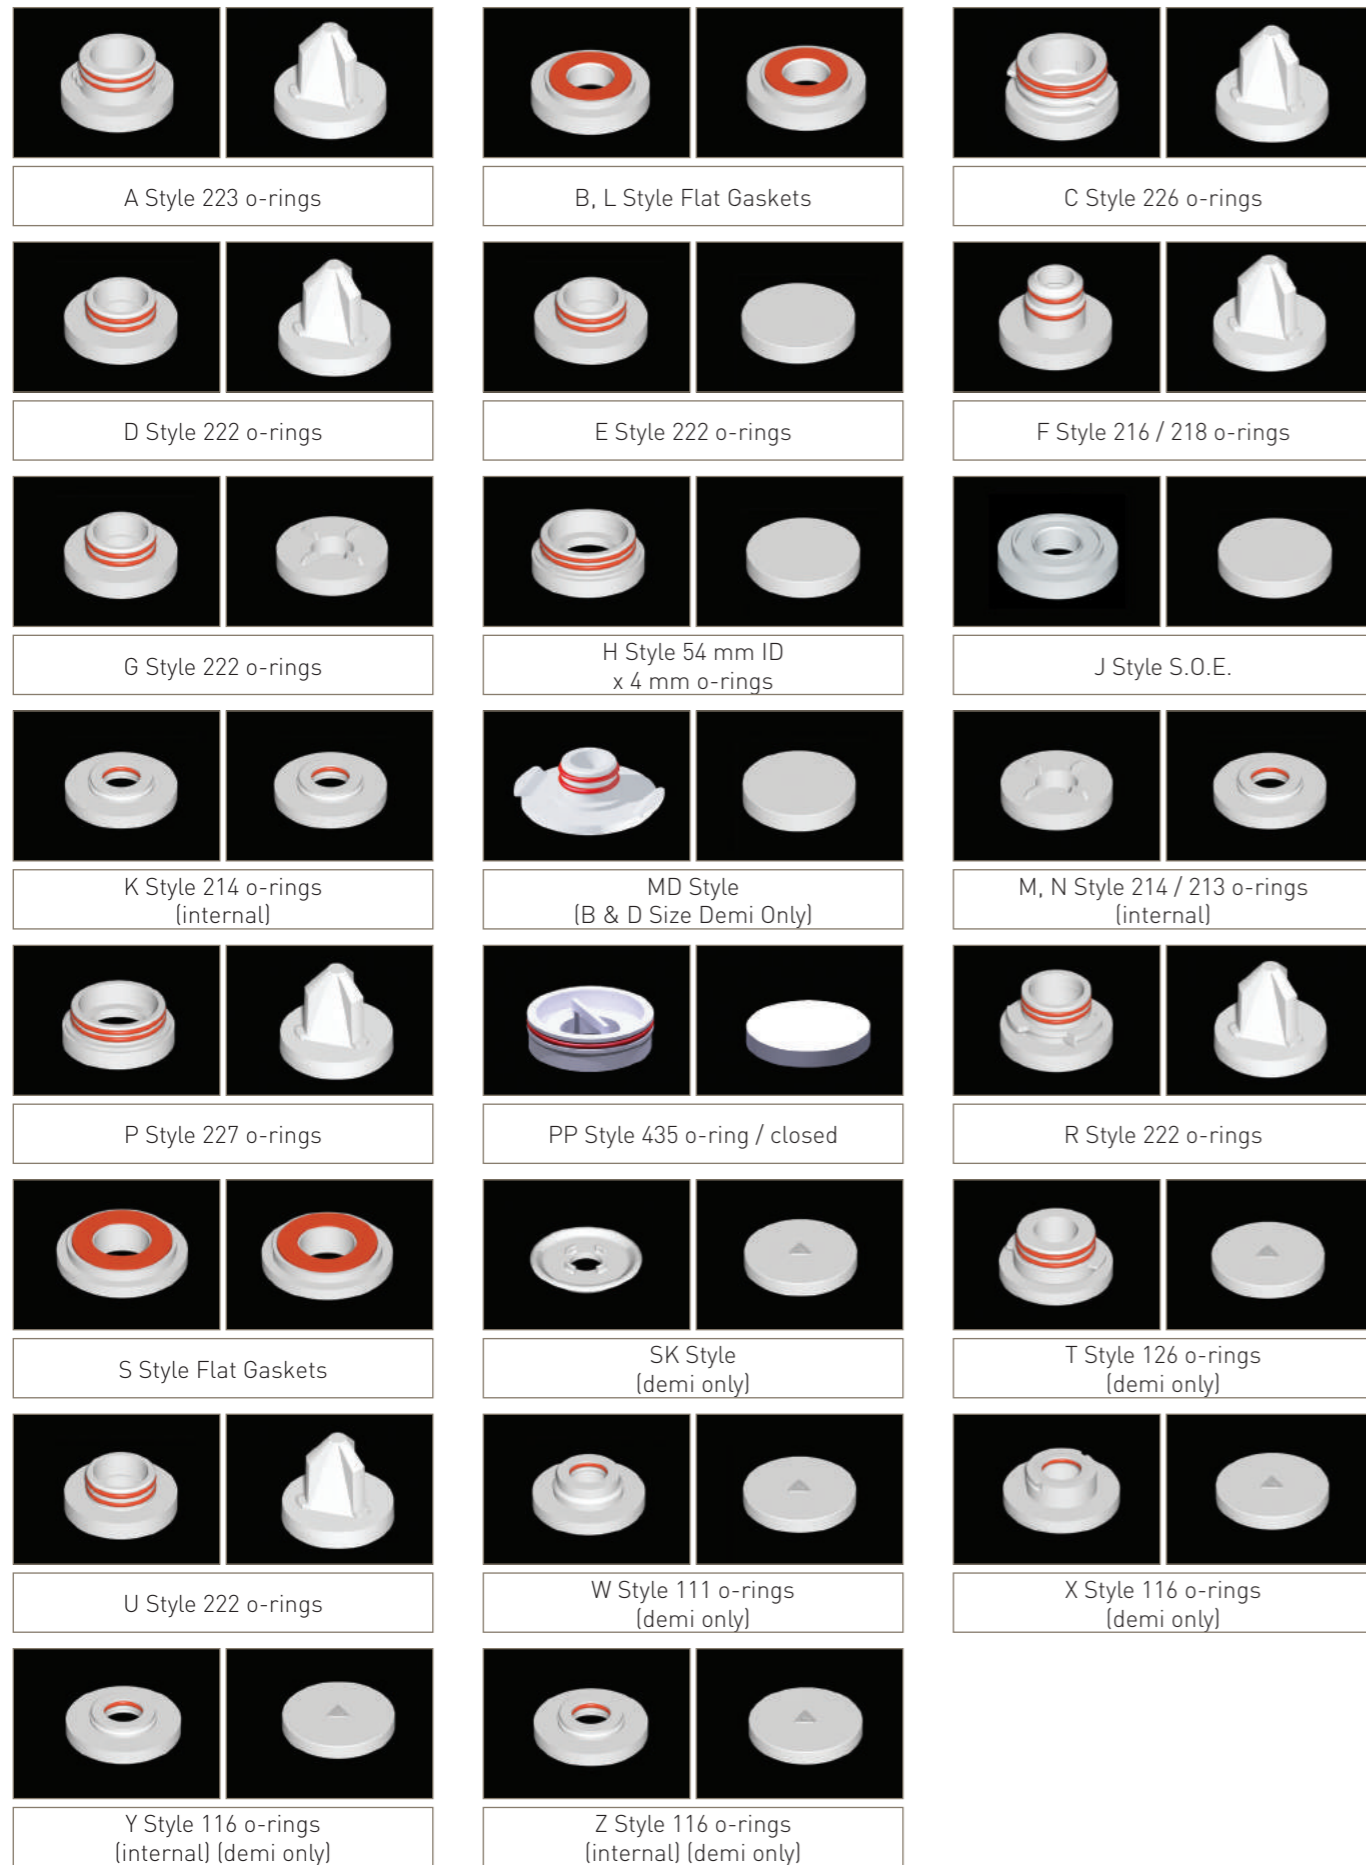 A Style 223 o-rings
B, L Style Flat Gaskets
C Style 226 o-rings
D Style 222 o-rings
E Style 222 o-rings
F Style 216 / 218 o-rings
G Style 222 o-rings
H Style 54 mm ID
x 4 mm o-rings
J Style S.O.E.
K Style 214 o-rings
(internal)
MD Style
(B & D Size Demi Only)
M, N Style 214 / 213 o-rings
(internal)
P Style 227 o-rings
PP Style 435 o-ring / closed
R Style 222 o-rings
S Style Flat Gaskets
SK Style
(demi only)
T Style 126 o-rings
(demi only)
U Style 222 o-rings
W Style 111 o-rings
(demi only)
X Style 116 o-rings
(demi only)
Y Style 116 o-rings
(internal) (demi only)
Z Style 116 o-rings
(internal) (demi only)